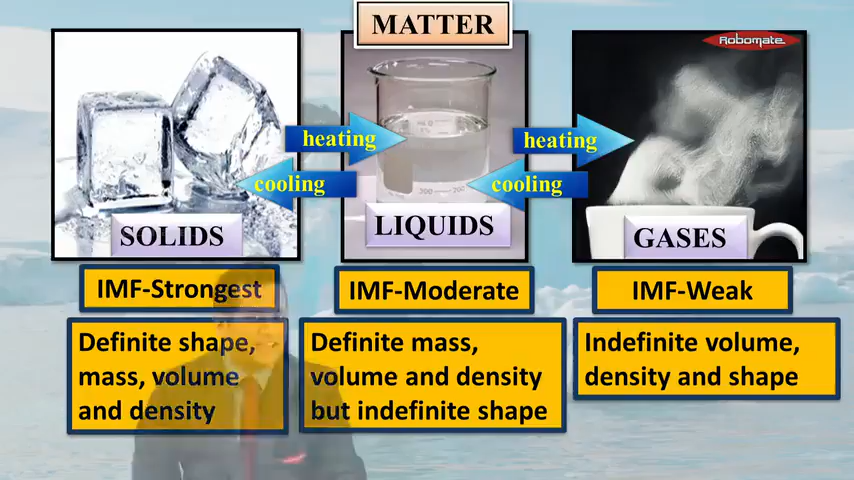 MATTER
Robomate
heating
heating
cooling
cooling
SOLIDS
LIQUIDS
GASES
IMF-Strongest
IMF-Moderate
IMF-Weak
Definite shape,
mass, volume
and density
Definite mass,
volume and density
but indefinite shape
Indefinite volume,
density and shape